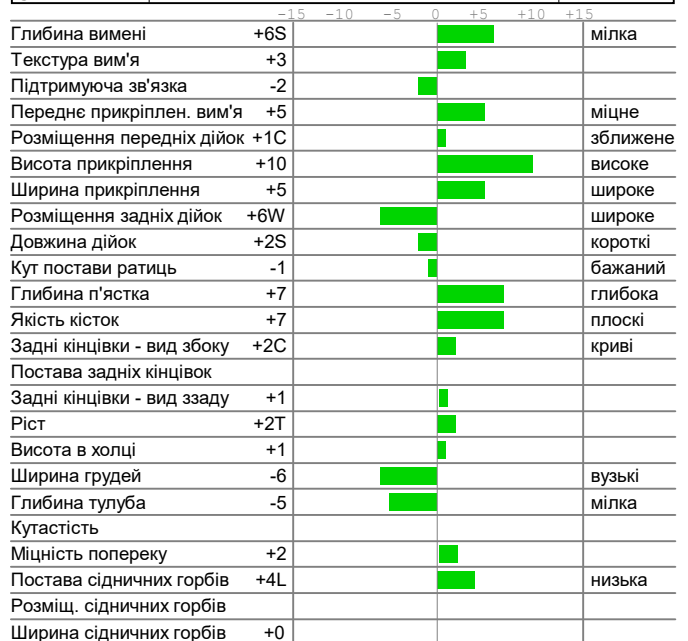 -15 -10 -5 0 +5 +10 +15
Глибина вимені +6S мілка
Текстура вим'я +3
Підтримуюча зв'язка -2
Переднє прикріплен. вим'я +5 міцне
Розміщення передніх дійок +1C зближене
Висота прикріплення +10 високе
Ширина прикріплення +5 широке
Розміщення задніх дійок +6W широке
Довжина дійок +2S короткі
Кут постави ратиць -1 бажаний
Глибина п'ястка +7 глибока
Якість кісток +7 плоскі
Задні кінцівки - вид збоку +2C криві
Постава задніх кінцівок
Задні кінцівки - вид ззаду +1
Ріст +2T
Висота в холці +1
Ширина грудей -6 вузькі
Глибина тулуба -5 мілка
Кутастість
Міцність попереку +2
Постава сідничних горбів +4L низька
Розміщ. сідничних горбів
Ширина сідничних горбів +0